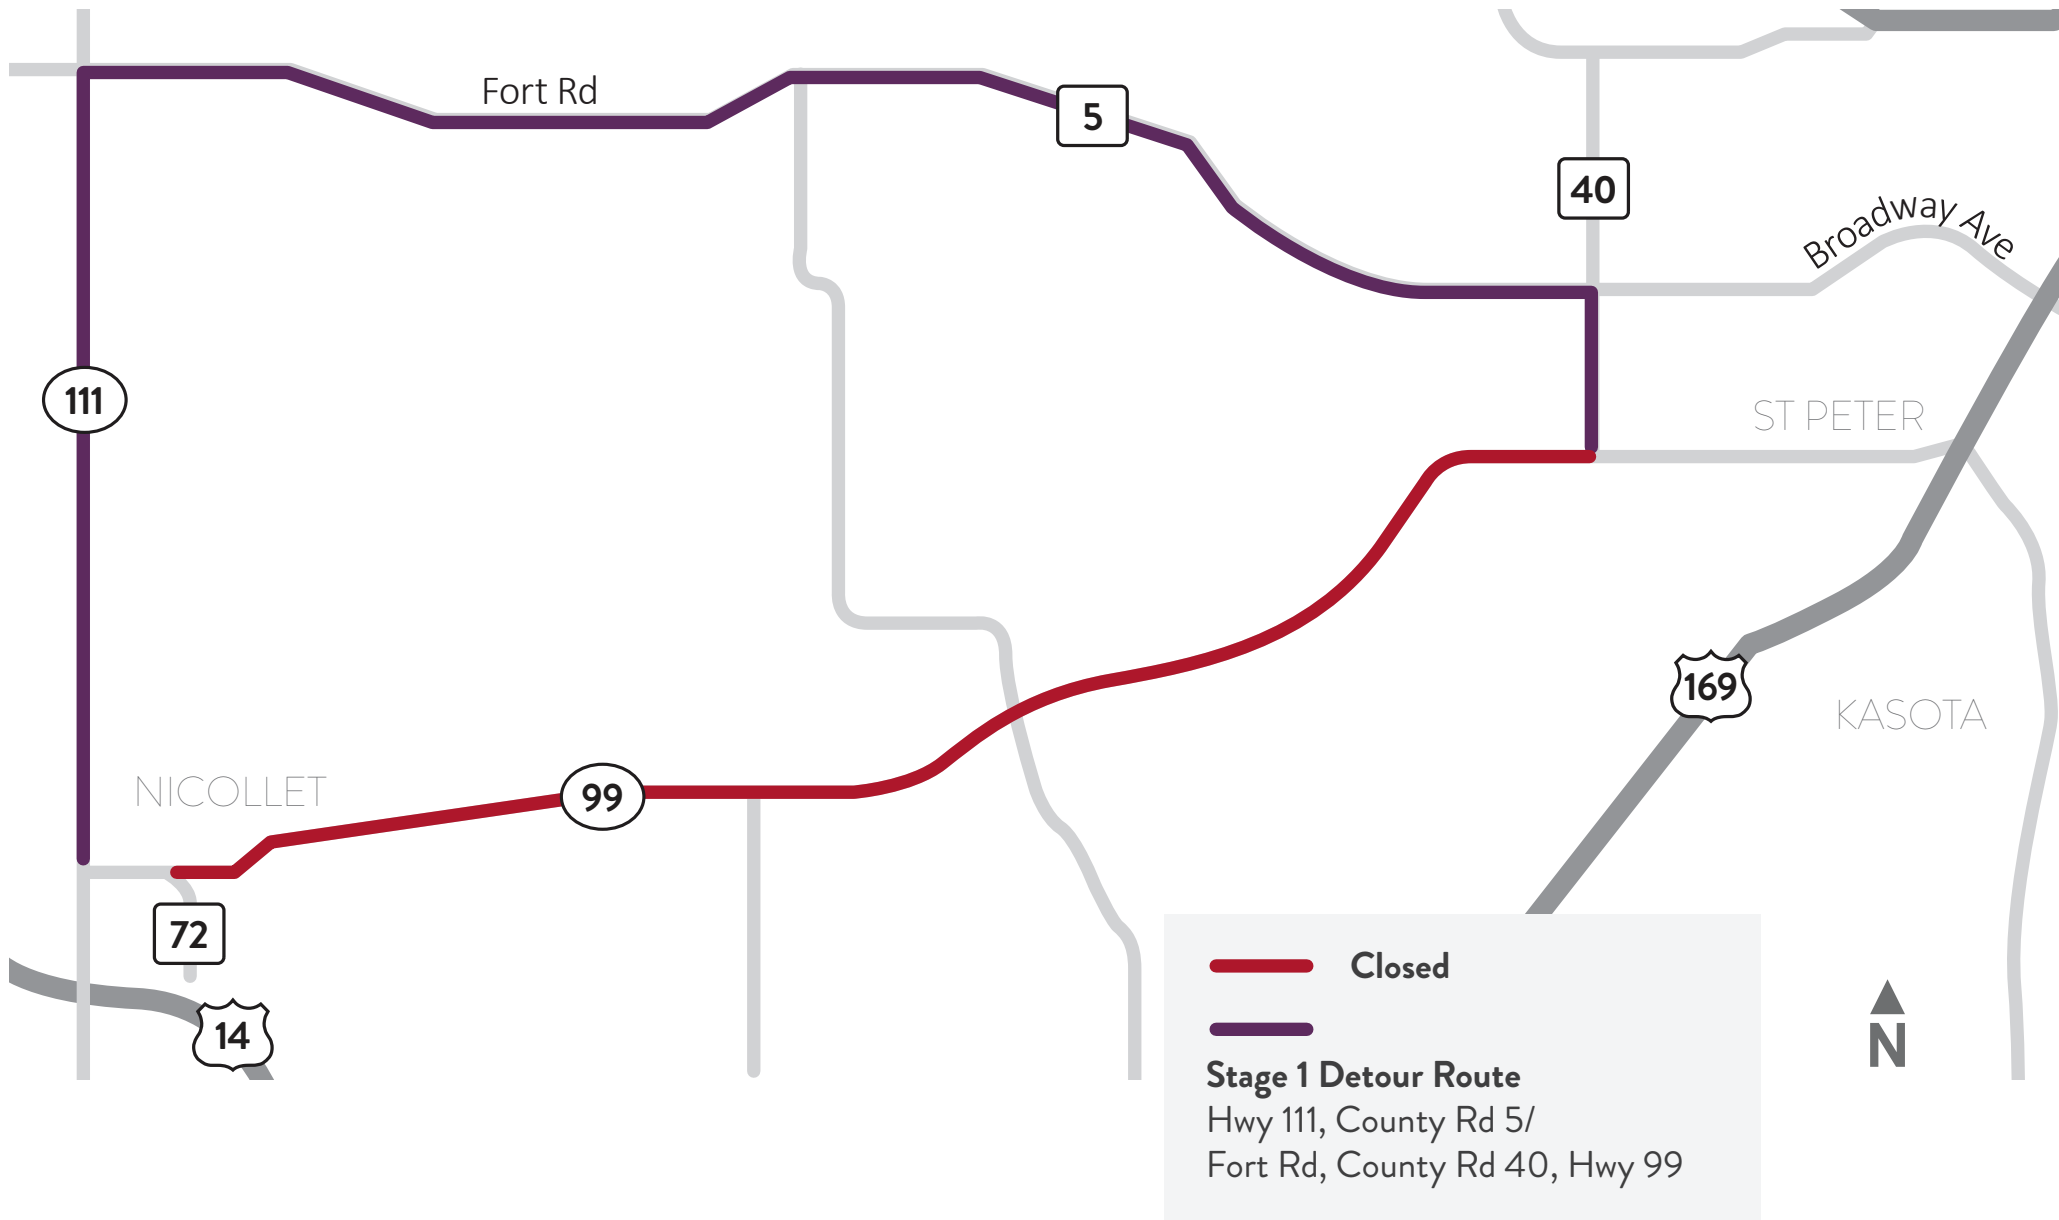 Fort Rd
5
40
Broadway Ave
111
ST PETER
169
KASOTA
NICOLLET
99
72
14
Closed
Stage 1 Detour Route
Hwy 111, County Rd 5/
Fort Rd, County Rd 40, Hwy 99
N